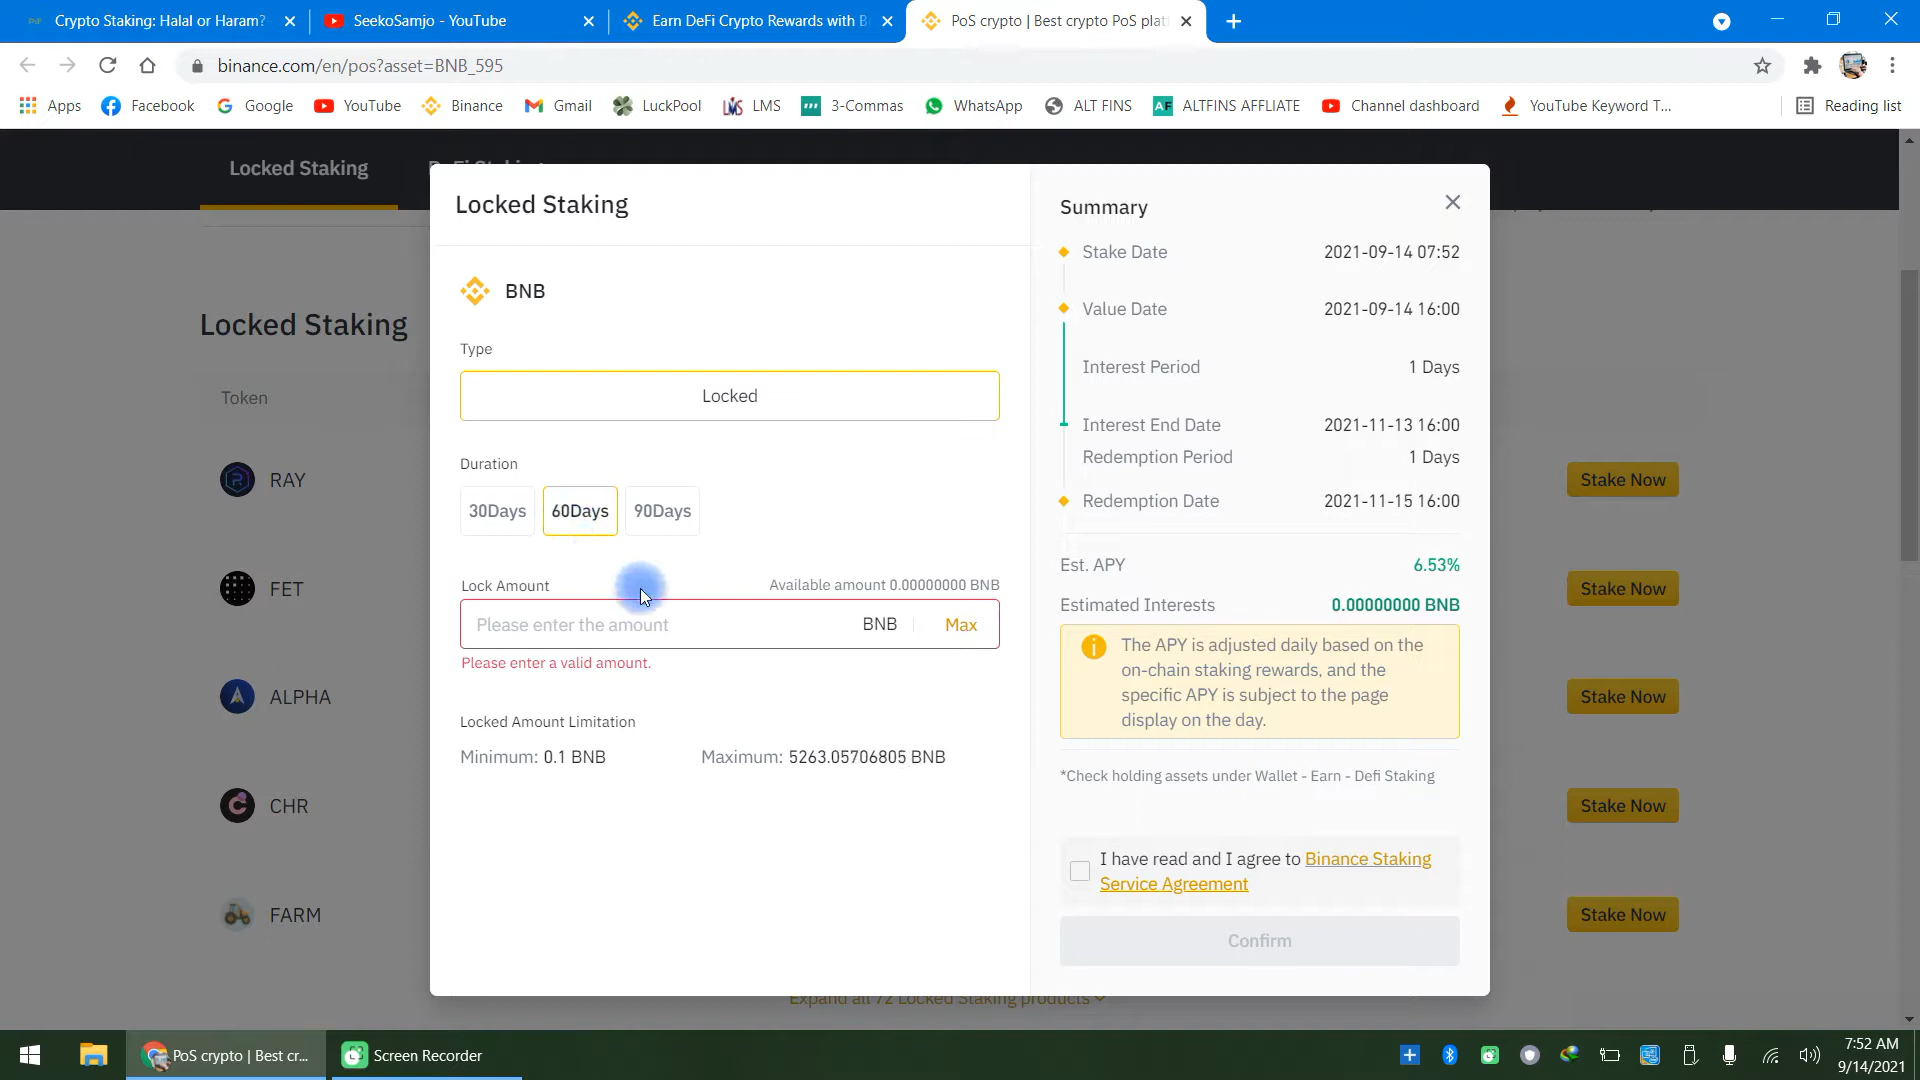 Crypto Staking: Halal or Haram?
SeekoSamjo - YouTube
Earn DeFi Crypto Rewards with B
PoS crypto | Best crypto PoS plat
binance.com/en/pos?asset=BNB_595
Apps
Facebook
Google
YouTube
Binance
Gmail
LuckPool
LMS
3-Commas
WhatsApp
ALT FINS
ALTFINS AFFLIATE
Channel dashboard
YouTube Keyword T...
Reading list
Locked Staking
Locked Staking
Token
RAY
Stake Now
FET
Stake Now
ALPHA
Stake Now
CHR
Stake Now
FARM
Stake Now
Expand all 72 Locked Staking products
Locked Staking
BNB
Type
Locked
Duration
30Days
60Days
90Days
Lock Amount
Available amount 0.00000000 BNB
Please enter the amount
BNB
Max
Please enter a valid amount.
Locked Amount Limitation
Minimum: 0.1 BNB
Maximum: 5263.05706805 BNB
Summary
Stake Date 2021-09-14 07:52
Value Date 2021-09-14 16:00
Interest Period 1 Days
Interest End Date 2021-11-13 16:00
Redemption Period 1 Days
Redemption Date 2021-11-15 16:00
Est. APY 6.53%
Estimated Interests 0.00000000 BNB
The APY is adjusted daily based on the
on-chain staking rewards, and the
specific APY is subject to the page
display on the day.
*Check holding assets under Wallet - Earn - Defi Staking
I have read and I agree to Binance Staking
Service Agreement
Confirm
PoS crypto | Best cr...
Screen Recorder
7:52 AM
9/14/2021